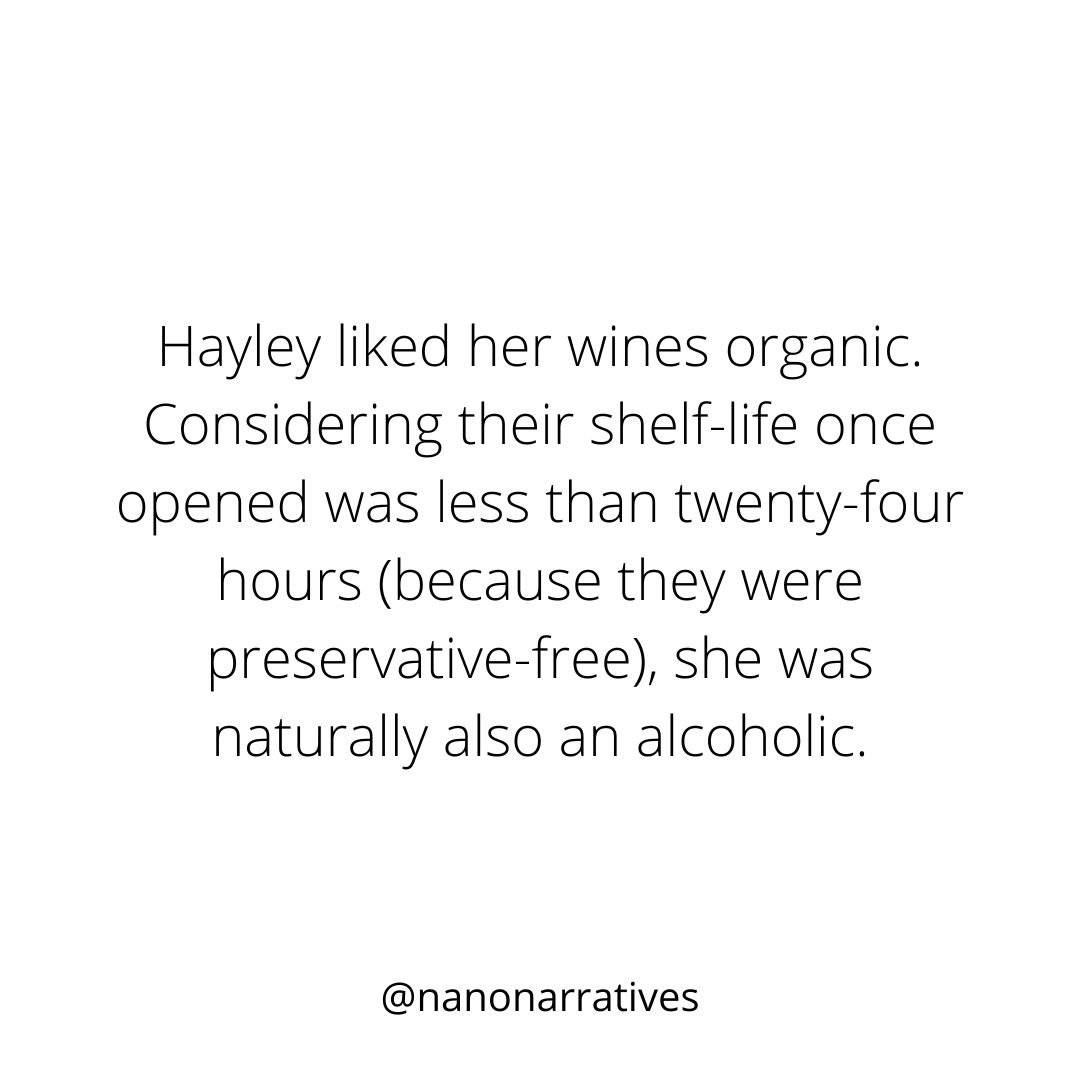 Hayley liked her wines organic.
Considering their shelf-life once
opened was less than twenty-four
hours (because they were
preservative-free), she was
naturally also an alcoholic.
@nanonarratives